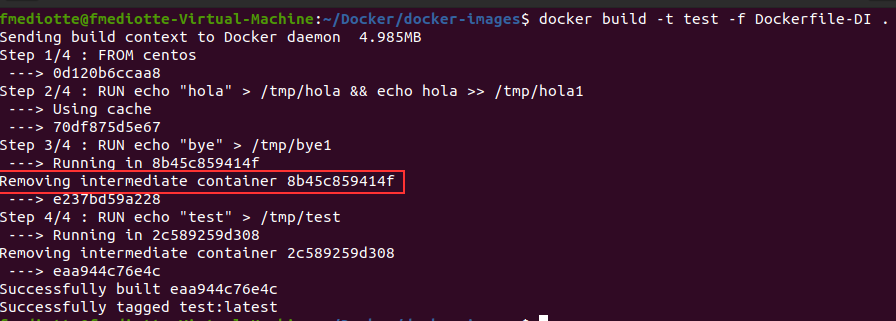 fmediotte@fmediotte-Virtual-Machine:~/Docker/docker-images$ docker build -t test -f Dockerfile-DI .
Sending build context to Docker daemon  4.985MB
Step 1/4 : FROM centos
 ---> 0d120b6ccaa8
Step 2/4 : RUN echo "hola" > /tmp/hola && echo hola >> /tmp/hola1
 ---> Using cache
 ---> 70df875d5e67
Step 3/4 : RUN echo "bye" > /tmp/bye1
 ---> Running in 8b45c859414f
Removing intermediate container 8b45c859414f
 ---> e237bd59a228
Step 4/4 : RUN echo "test" > /tmp/test
 ---> Running in 2c589259d308
Removing intermediate container 2c589259d308
 ---> eaa944c76e4c
Successfully built eaa944c76e4c
Successfully tagged test:latest